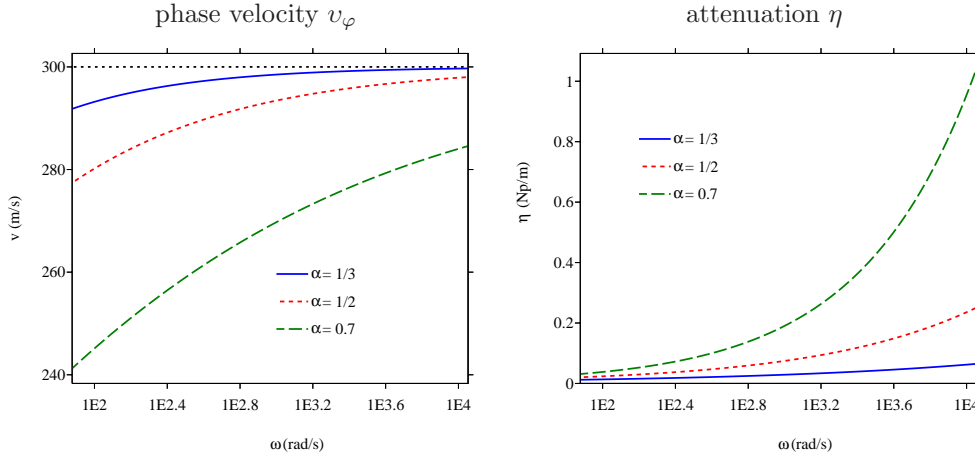 phase velocity vφ
300
280
260
240
v (m/s)
α= 1/3
α= 1/2
α= 0.7
1E2 1E2.4 1E2.8 1E3.2 1E3.6 1E4
ω(rad/s)
attenuation η
1
0.8
0.6
0.4
0.2
0
η (Np/m)
α= 1/3
α= 1/2
α= 0.7
1E2 1E2.4 1E2.8 1E3.2 1E3.6 1E4
ω(rad/s)